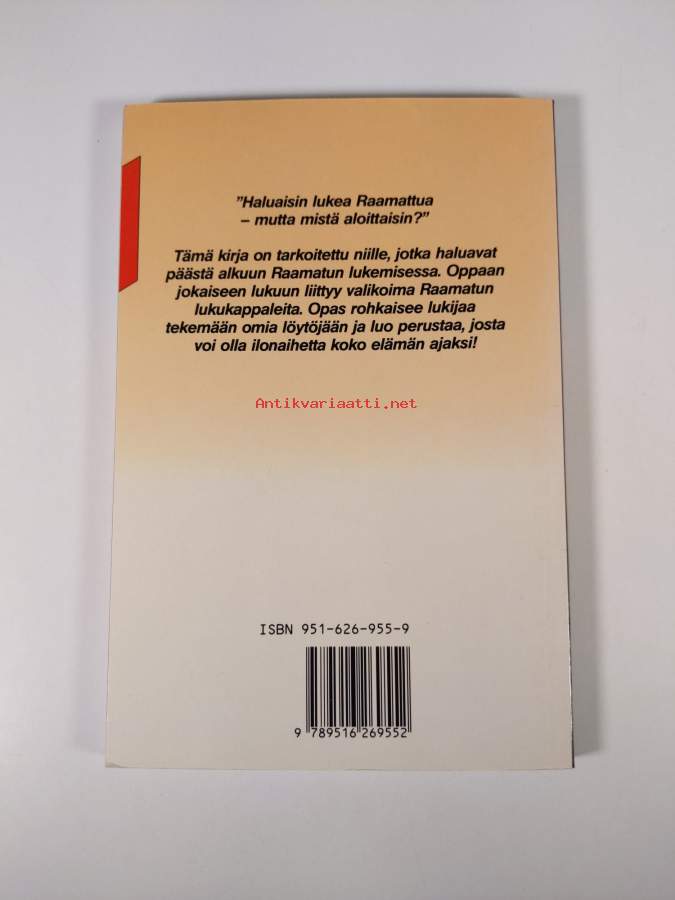 ”Haluaisin lukea Raamattua
– mutta mistä aloittaisin?”
Tämä kirja on tarkoitettu niille, jotka haluavat
päästä alkuun Raamatun lukemisessa. Oppaan
jokaiseen lukuun liittyy valikoima Raamatun
lukukappaleita. Opas rohkaisee lukijaa
tekemään omia löytöjään ja luo perustaa, josta
voi olla ilonaihetta koko elämän ajaksi!
Antikvariaatti.net
ISBN 951-626-955-9
9 789516 269552